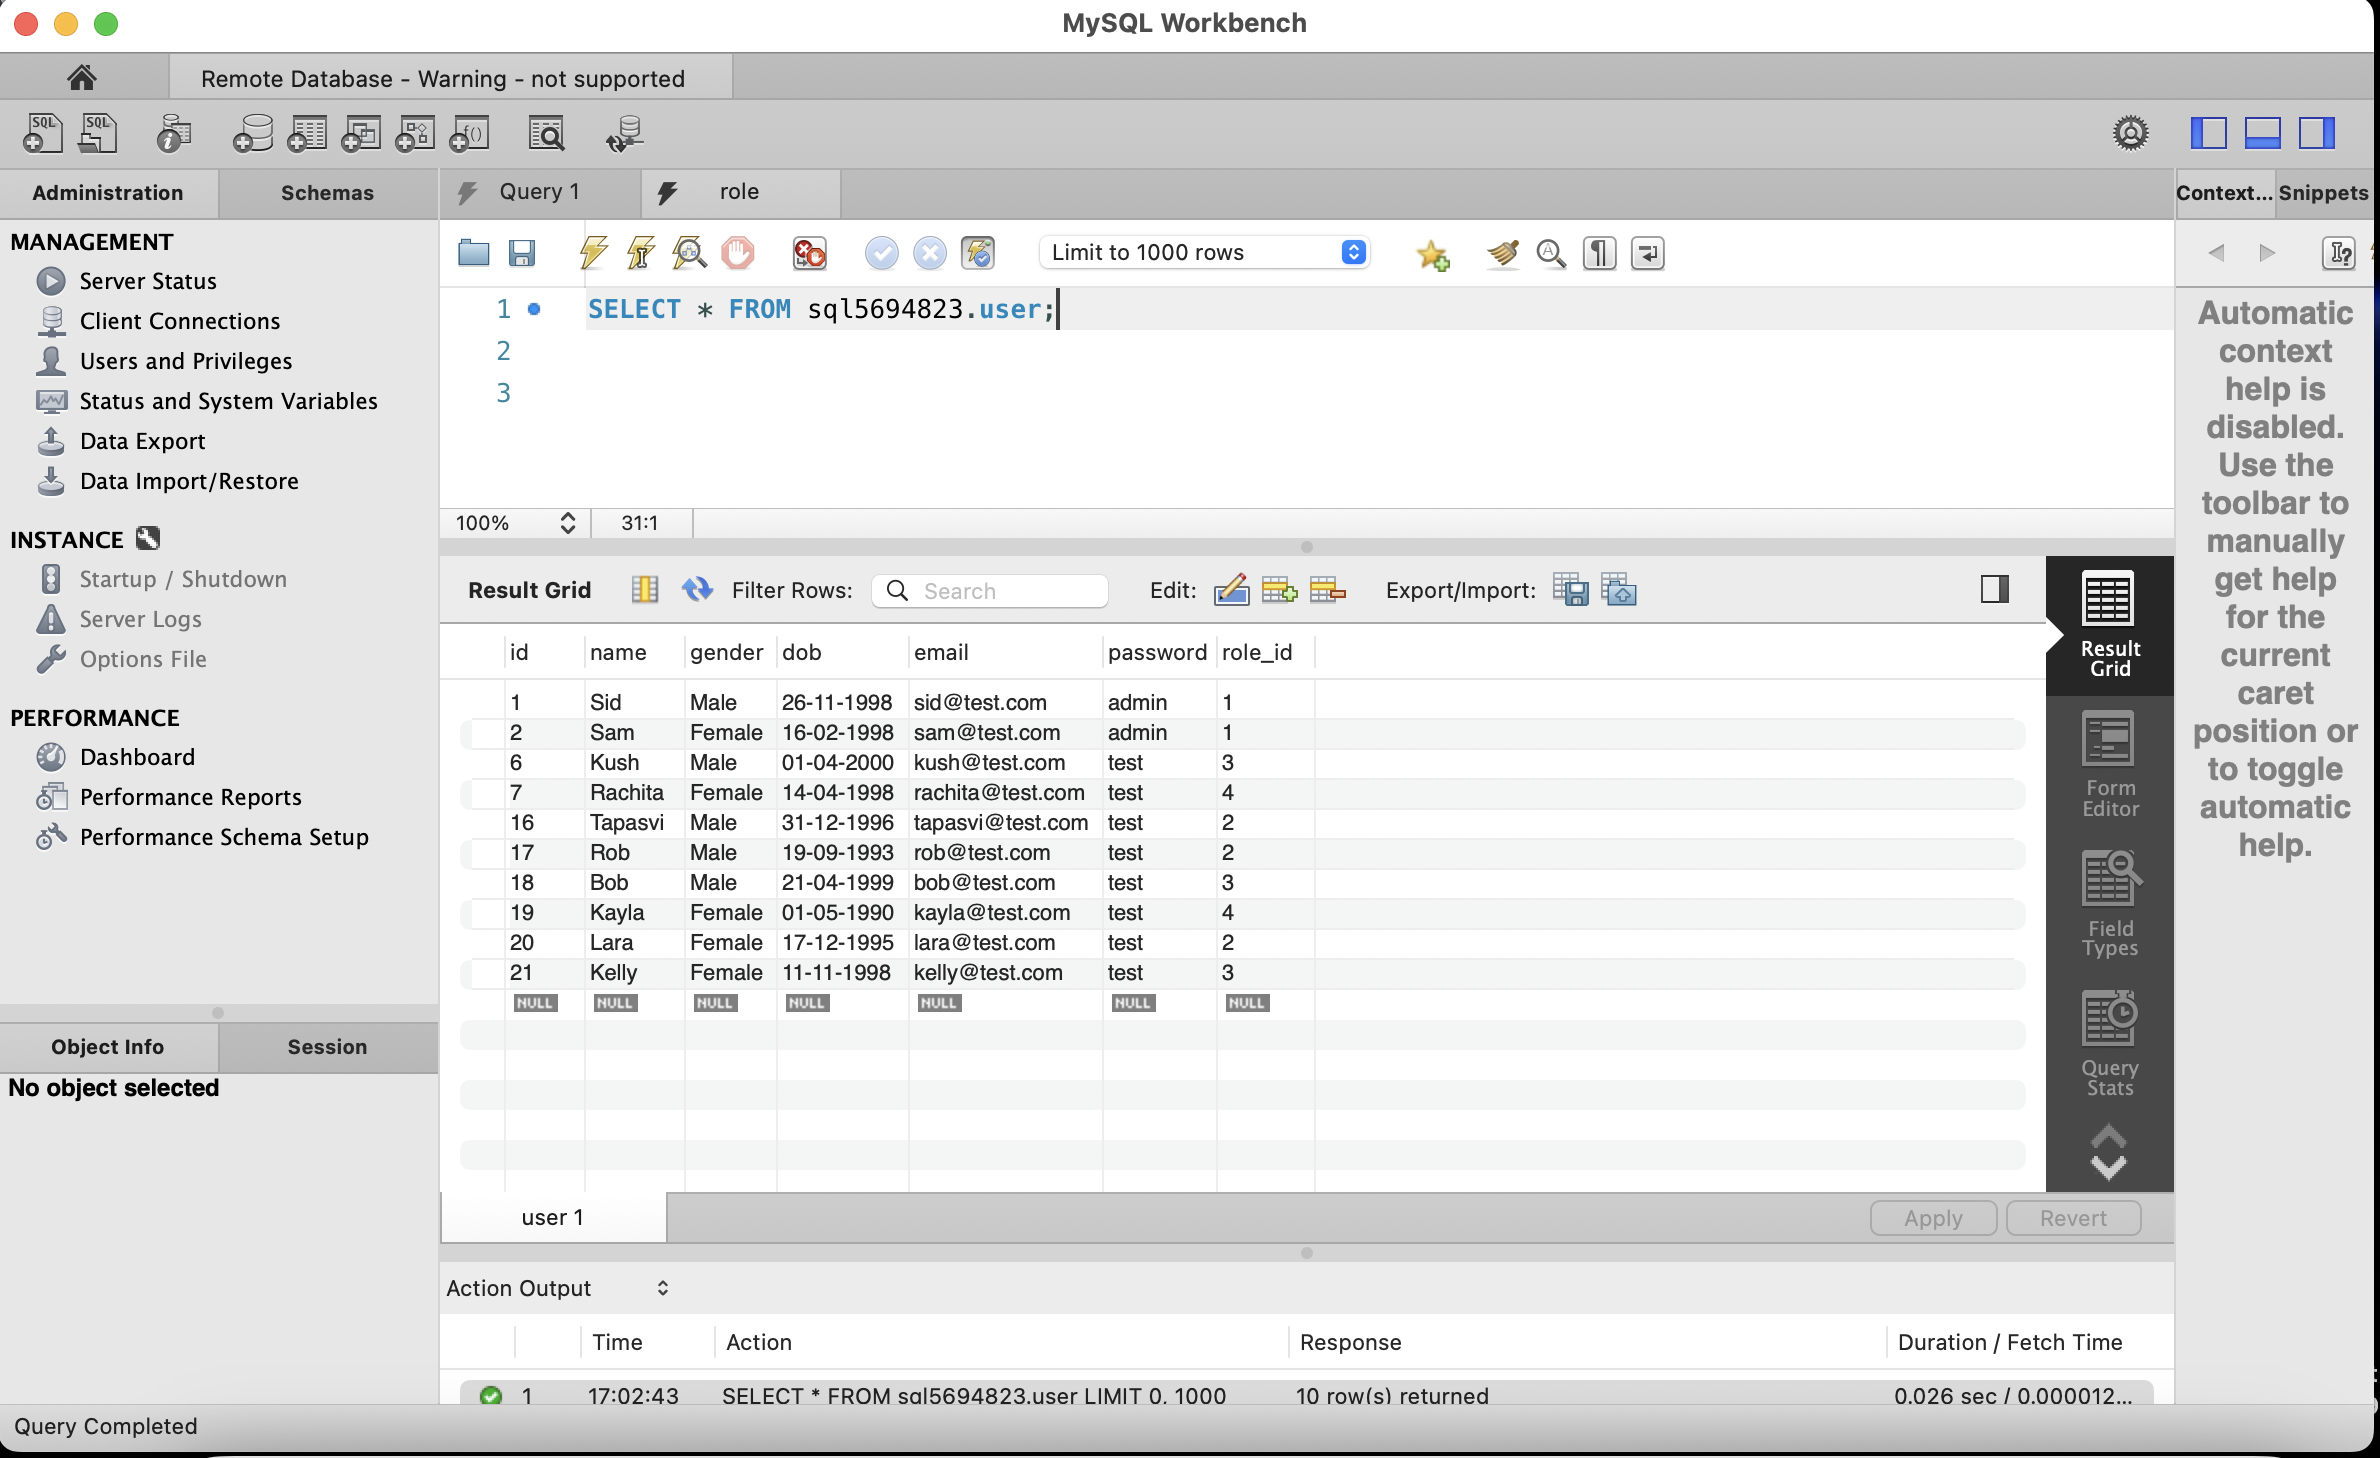 MySQL Workbench
Remote Database - Warning - not supported
Administration Schemas
MANAGEMENT
Server Status
Client Connections
Users and Privileges
Status and System Variables
Data Export
Data Import/Restore
INSTANCE
Startup / Shutdown
Server Logs
Options File
PERFORMANCE
Dashboard
Performance Reports
Performance Schema Setup
Object Info Session
No object selected
Query 1 role
Limit to 1000 rows
1 SELECT * FROM sql5694823.user;
2
3
100% 31:1
Result Grid Filter Rows: Search Edit: Export/Import:
id name gender dob email password role_id
1 Sid Male 26-11-1998 sid@test.com admin 1
2 Sam Female 16-02-1998 sam@test.com admin 1
6 Kush Male 01-04-2000 kush@test.com test 3
7 Rachita Female 14-04-1998 rachita@test.com test 4
16 Tapasvi Male 31-12-1996 tapasvi@test.com test 2
17 Rob Male 19-09-1993 rob@test.com test 2
18 Bob Male 21-04-1999 bob@test.com test 3
19 Kayla Female 01-05-1990 kayla@test.com test 4
20 Lara Female 17-12-1995 lara@test.com test 2
21 Kelly Female 11-11-1998 kelly@test.com test 3
NULL NULL NULL NULL NULL NULL NULL
Result
Grid
Form
Editor
Field
Types
Query
Stats
user 1 Apply Revert
Action Output
Time Action Response Duration / Fetch Time
1 17:02:43 SELECT * FROM sql5694823.user LIMIT 0, 1000 10 row(s) returned 0.026 sec / 0.000012...
Context... Snippets
Automatic
context
help is
disabled.
Use the
toolbar to
manually
get help
for the
current
caret
position or
to toggle
automatic
help.
Query Completed